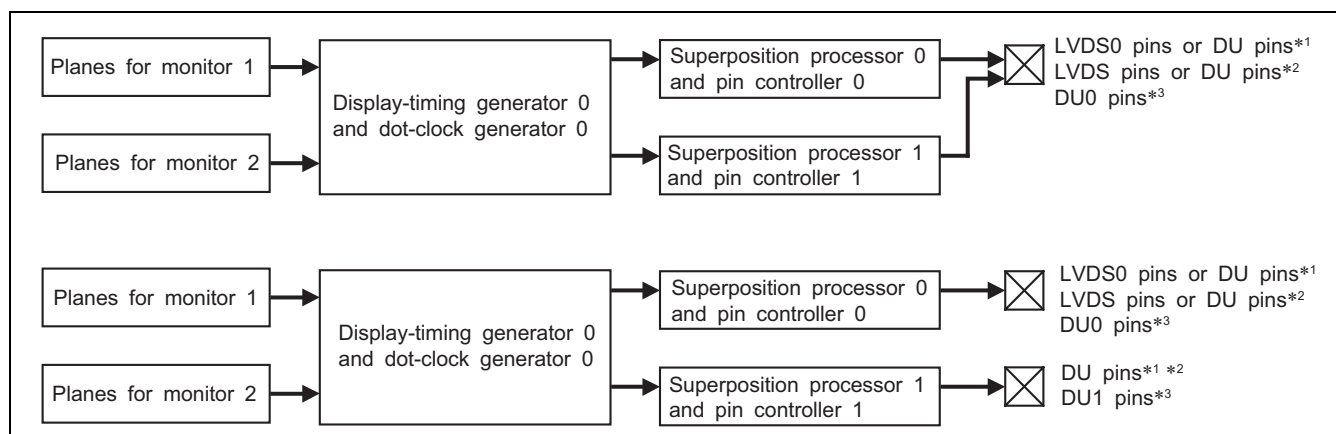 Planes for monitor 1
Planes for monitor 2
Display-timing generator 0
and dot-clock generator 0
Superposition processor 0
and pin controller 0
Superposition processor 1
and pin controller 1
LVDS0 pins or DU pins*1
LVDS pins or DU pins*2
DU0 pins*3
Planes for monitor 1
Planes for monitor 2
Display-timing generator 0
and dot-clock generator 0
Superposition processor 0
and pin controller 0
Superposition processor 1
and pin controller 1
LVDS0 pins or DU pins*1
LVDS pins or DU pins*2
DU0 pins*3
DU pins*1 *2
DU1 pins*3